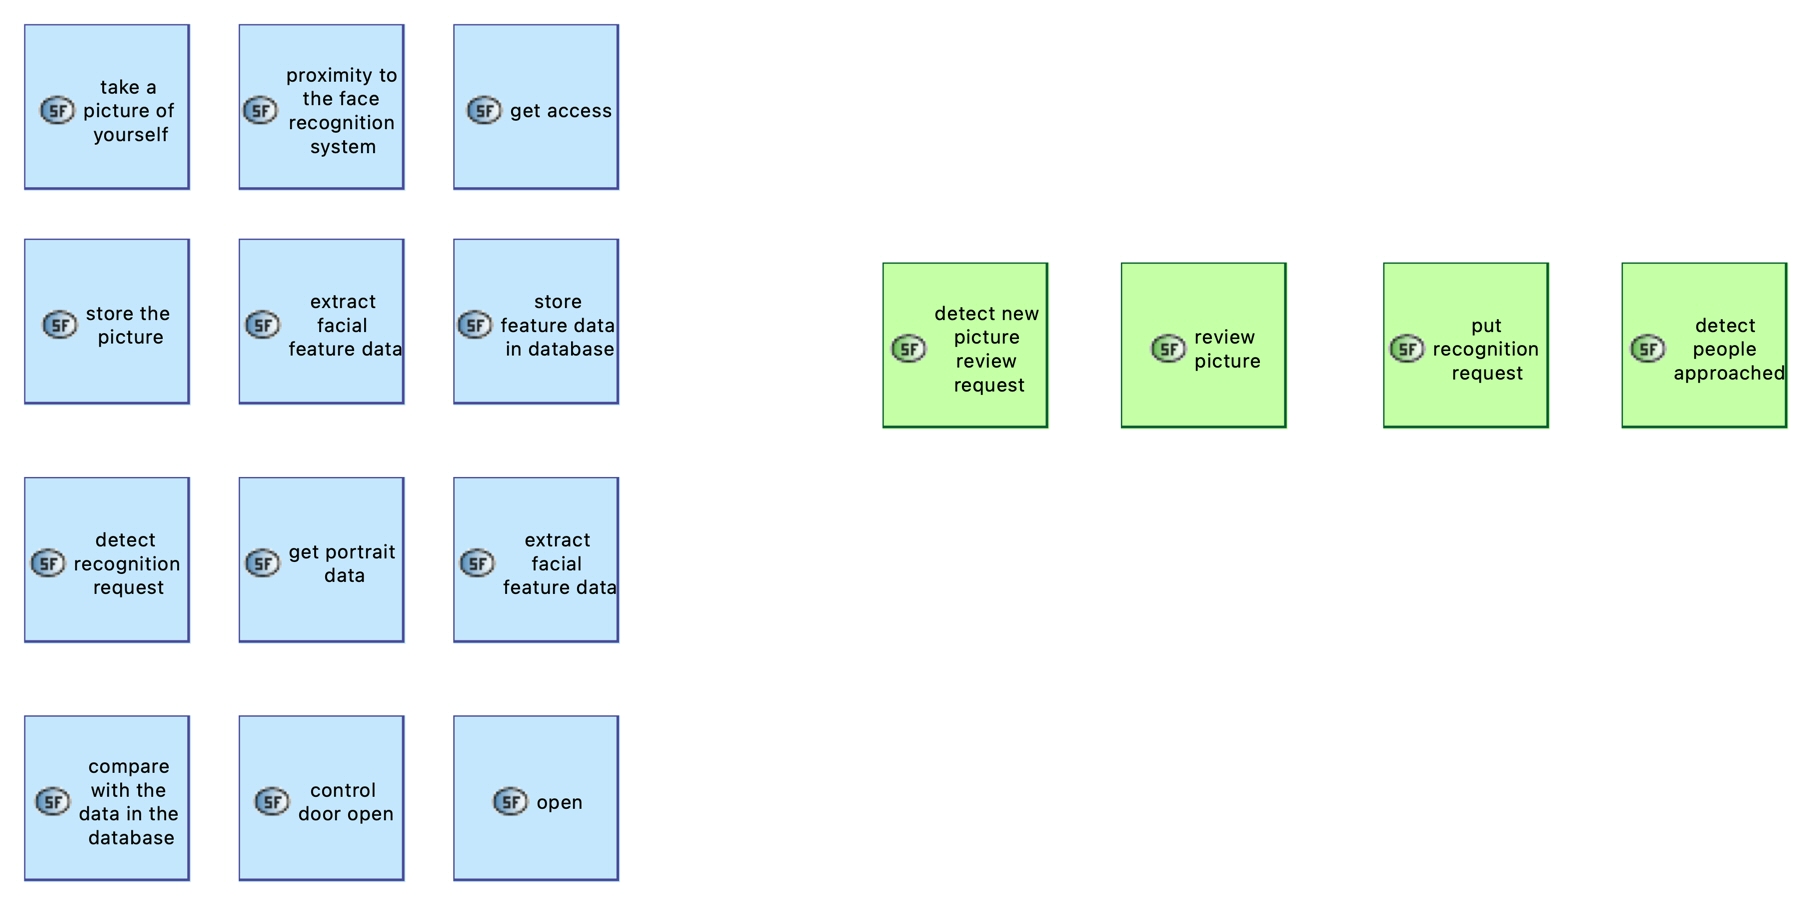 SF take a
picture of
yourself
SF proximity to
the face
recognition
system
SF get access
SF store the
picture
SF extract
facial
feature data
SF store
feature data
in database
SF detect new
picture
review
request
SF review
picture
SF put
recognition
request
SF detect
people
approached
SF detect
recognition
request
SF get portrait
data
SF extract
facial
feature data
SF compare
with the
data in the
database
SF control
door open
SF open